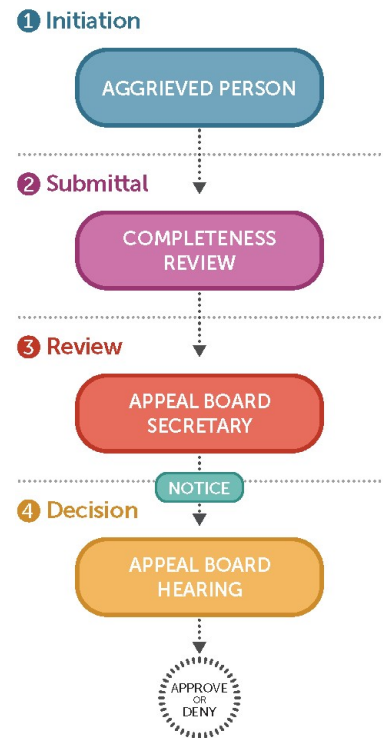 1 Initiation
AGGRIEVED PERSON
2 Submittal
COMPLETENESS
REVIEW
3 Review
APPEAL BOARD
SECRETARY
NOTICE
4 Decision
APPEAL BOARD
HEARING
APPROVE
OR
DENY